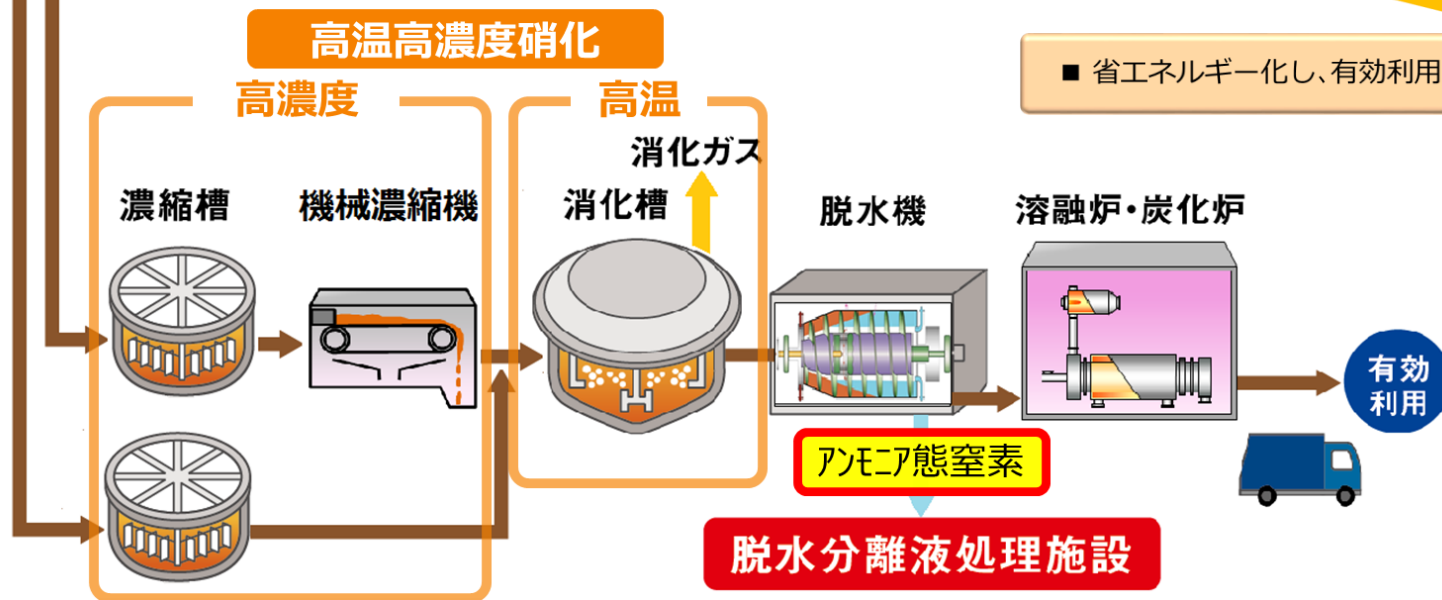 高温高濃度硝化
■ 省エネルギー化し、有効利用
高濃度
高温
消化ガス
濃縮槽
機械濃縮機
消化槽
脱水機
溶融炉・炭化炉
有効
利用
ｱﾝﾓﾆｱ態窒素
脱水分離液処理施設